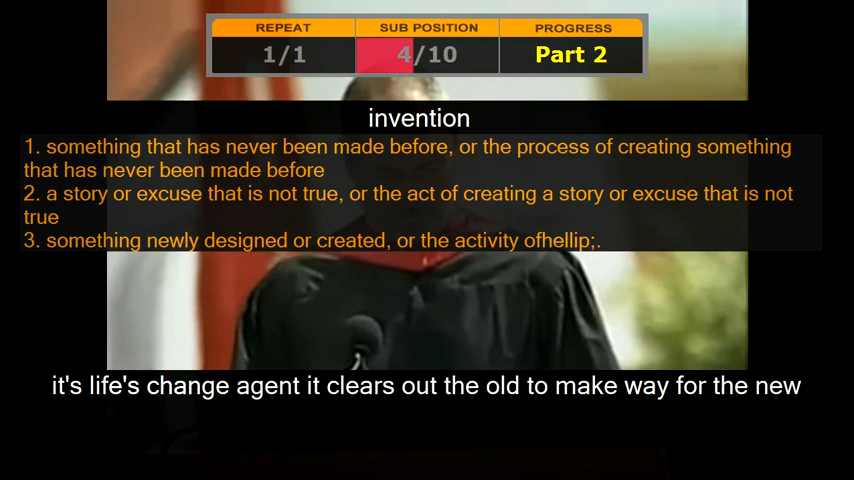 REPEAT SUB POSITION PROGRESS
1/1 4/10 Part 2
invention
1. something that has never been made before, or the process of creating something
that has never been made before
2. a story or excuse that is not true, or the act of creating a story or excuse that is not
true
3. something newly designed or created, or the activity ofhellip;.
it's life's change agent it clears out the old to make way for the new